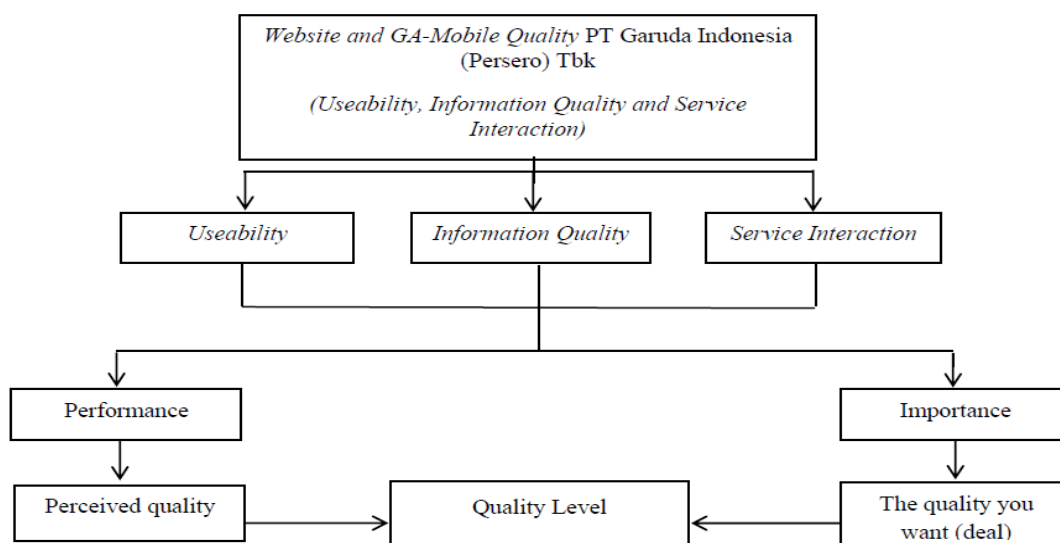 Website and GA-Mobile Quality PT Garuda Indonesia
(Persero) Tbk
(Useability, Information Quality and Service
Interaction)
Useability
Information Quality
Service Interaction
Performance
Importance
Perceived quality
Quality Level
The quality you
want (deal)